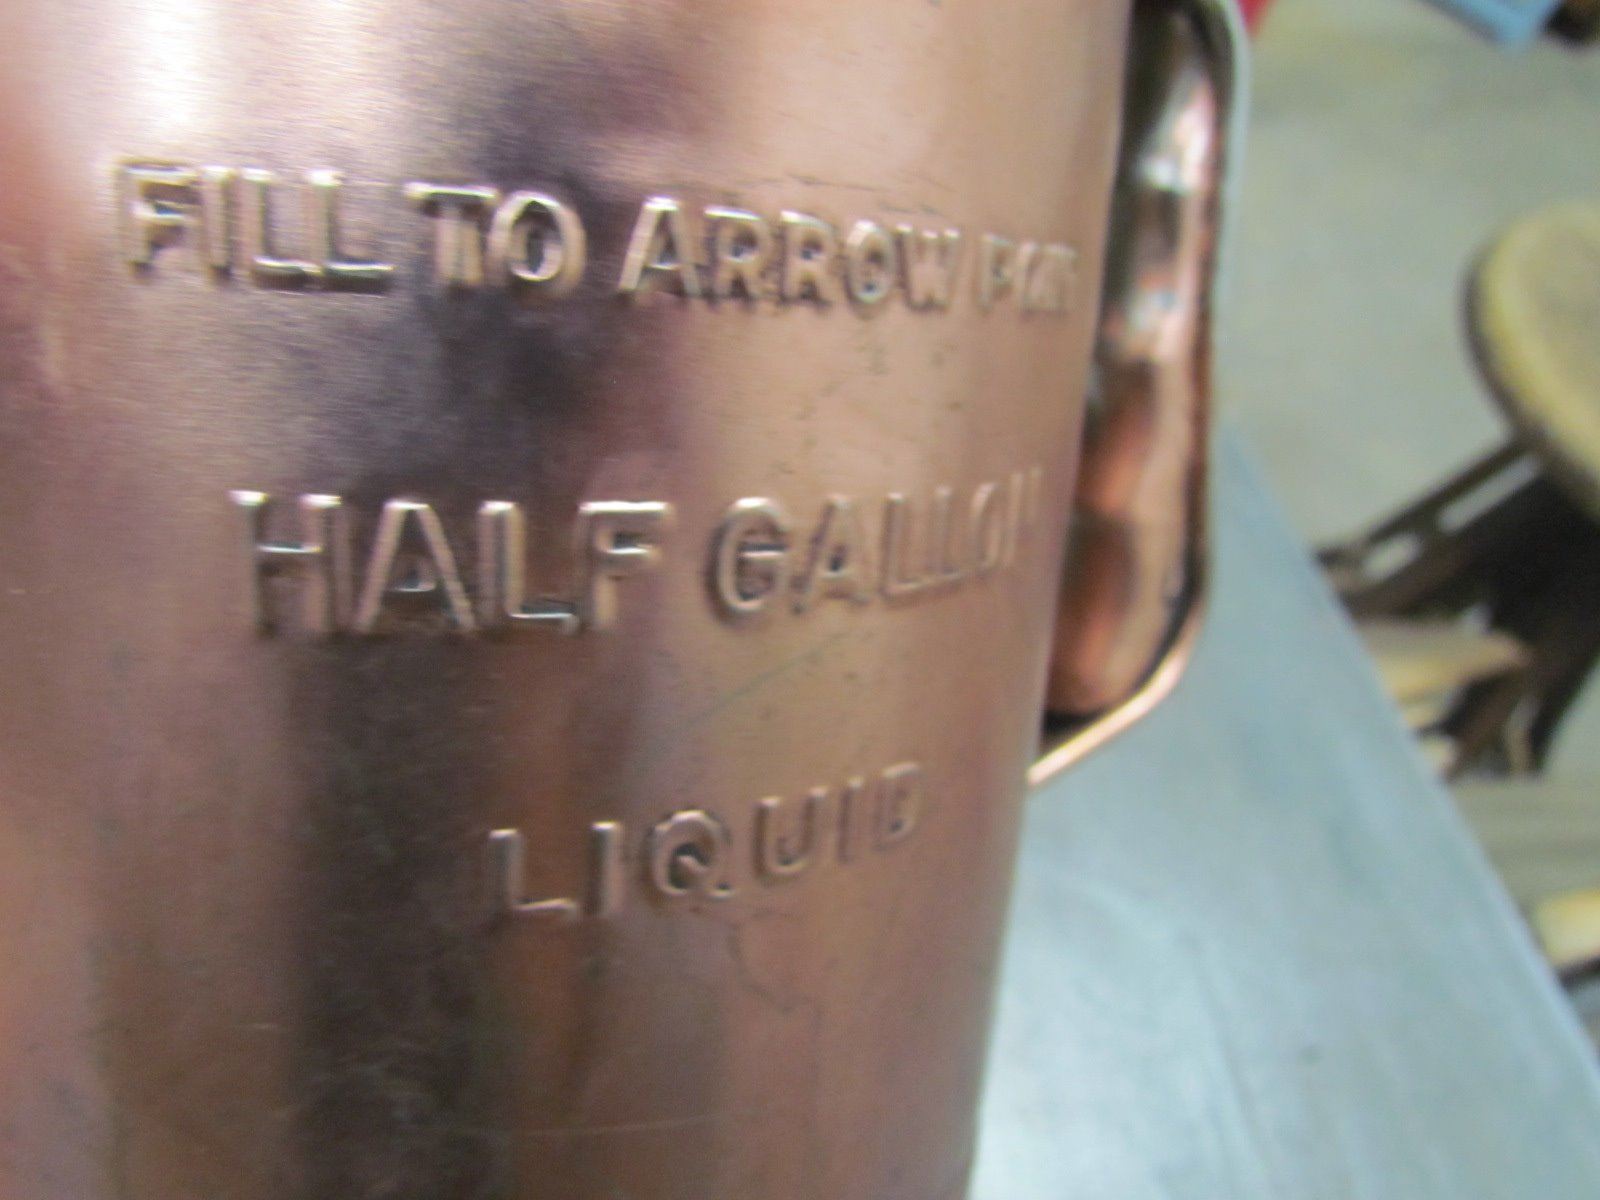 FILL TO ARROW
HALF GALLON
LIQUID